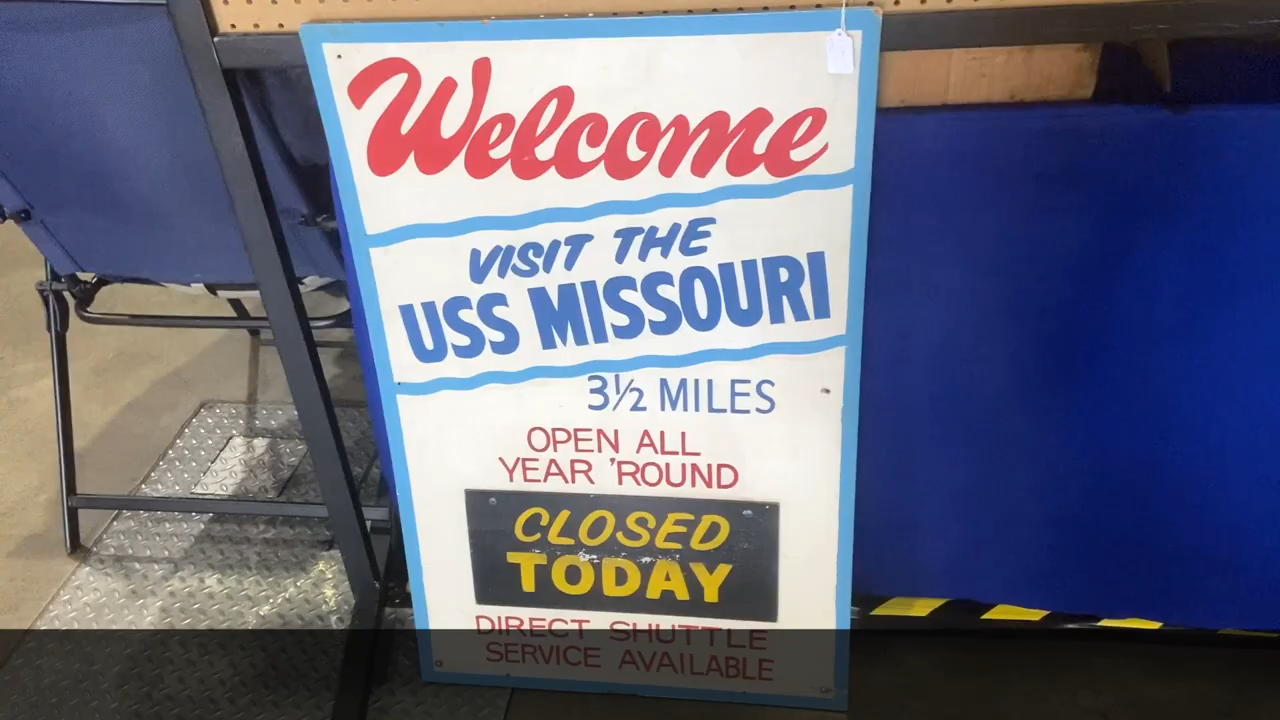 Welcome
VISIT THE
USS MISSOURI
3½ MILES
OPEN ALL
YEAR 'ROUND
CLOSED
TODAY
DIRECT SHUTTLE
SERVICE AVAILABLE